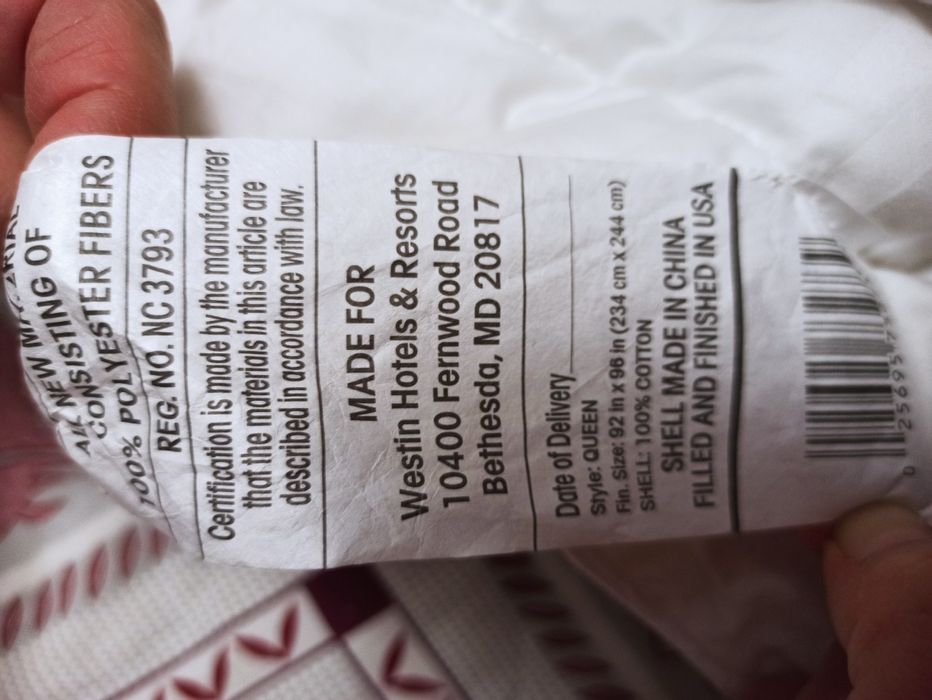 ALL NEW MATERIAL
CONSISTING OF
100% POLYESTER FIBERS
REG. NO. NC 3793
Certification is made by the manufacturer
that the materials in this article are
described in accordance with law.
MADE FOR
Westin Hotels & Resorts
10400 Fernwood Road
Bethesda, MD 20817
Date of Delivery
Style: QUEEN
Fin. Size: 92 in x 96 in (234 cm x 244 cm)
SHELL: 100% COTTON
SHELL MADE IN CHINA
FILLED AND FINISHED IN USA